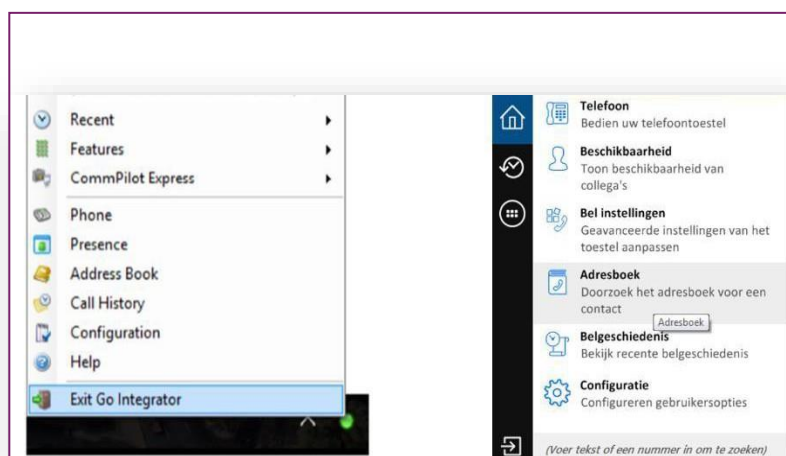 Recent
Features
CommPilot Express
Phone
Presence
Address Book
Call History
Configuration
Help
Exit Go Integrator
Telefoon
Bedien uw telefoontoestel
Beschikbaarheid
Toon beschikbaarheid van
collega's
Bel instellingen
Geavanceerde instellingen van het
toestel aanpassen
Adresboek
Doorzoek het adresboek voor een
contact
Adresboek
Belgeschiedenis
Bekijk recente belgeschiedenis
Configuratie
Configureren gebruikersopties
(Voer tekst of een nummer in om te zoeken)